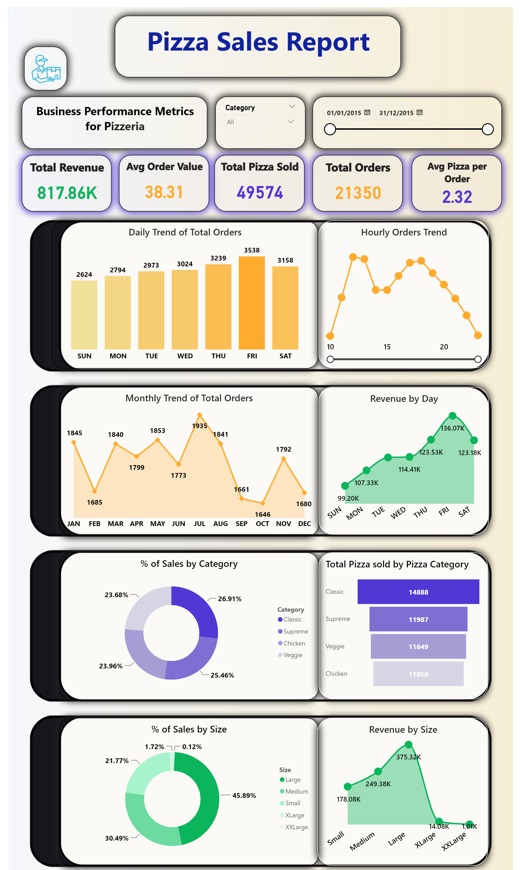 Pizza Sales Report
Business Performance Metrics
for Pizzeria
Category
All
01/01/2015 31/12/2015
Total Revenue
817.86K
Avg Order Value
38.31
Total Pizza Sold
49574
Total Orders
21350
Avg Pizza per
Order
2.32
Daily Trend of Total Orders
2624 2794 2973 3024 3239 3538 3158
SUN MON TUE WED THU FRI SAT
Hourly Orders Trend
10 15 20
Monthly Trend of Total Orders
1845 1685 1840 1799 1853 1773 1935 1841 1661 1646 1792 1680
JAN FEB MAR APR MAY JUN JUL AUG SEP OCT NOV DEC
Revenue by Day
99.20K 107.33K 114.41K 123.53K 136.07K 123.18K
SUN MON TUE WED THU FRI SAT
% of Sales by Category
23.68% 26.91%
23.96% 25.46%
Category
Classic
Supreme
Chicken
Veggie
Total Pizza sold by Pizza Category
Classic 14888
Supreme 11987
Veggie 11649
Chicken 11050
% of Sales by Size
1.72% 0.12%
21.77%
45.89%
30.49%
Size
Large
Medium
Small
XLarge
XXLarge
Revenue by Size
178.08K 249.38K 375.32K 14.08K 1.01K
Small Medium Large XLarge XXLarge